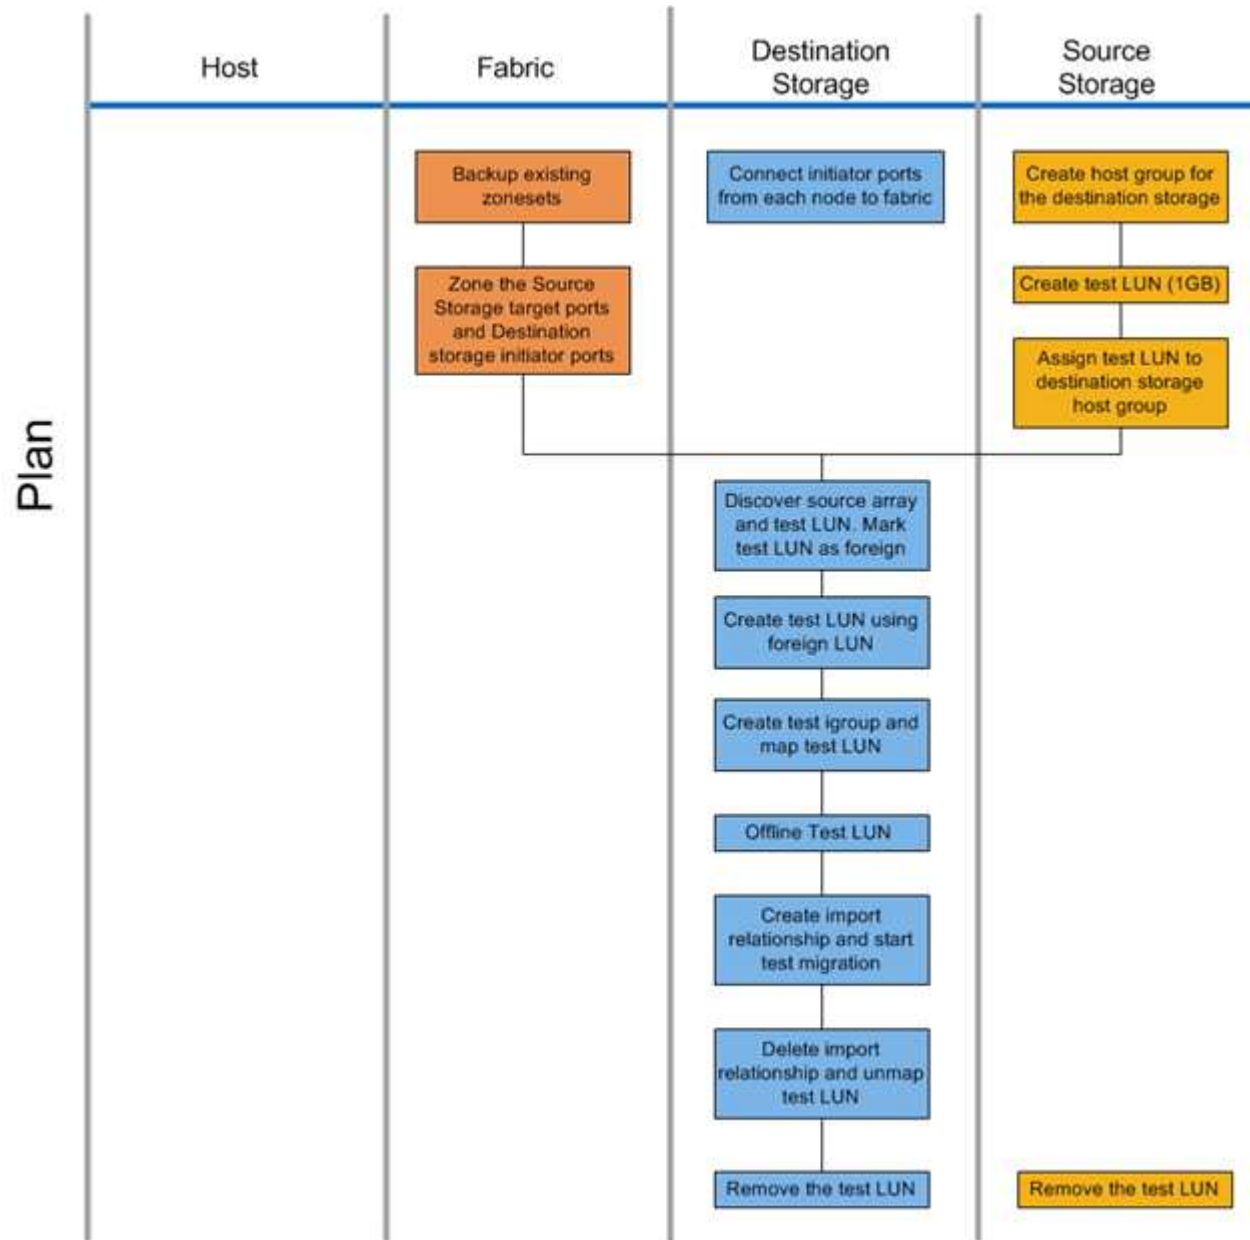 Host
Fabric
Destination
Storage
Source
Storage
Plan
Backup existing
zonesets
Connect initiator ports
from each node to fabric
Create host group for
the destination storage
Zone the Source
Storage target ports
and Destination
storage initiator ports
Create test LUN (1GB)
Assign test LUN to
destination storage
host group
Discover source array
and test LUN. Mark
test LUN as foreign
Create test LUN using
foreign LUN
Create test igroup and
map test LUN
Offline Test LUN
Create import
relationship and start
test migration
Delete import
relationship and unmap
test LUN
Remove the test LUN
Remove the test LUN